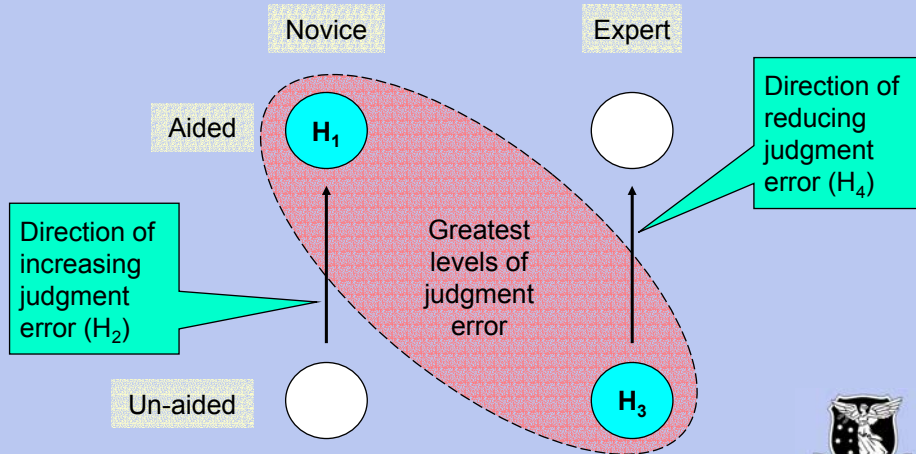 Novice
Expert
Aided
H₁
Direction of
reducing
judgment
error (H₄)
Direction of
increasing
judgment
error (H₂)
Greatest
levels of
judgment
error
Un-aided
H₃